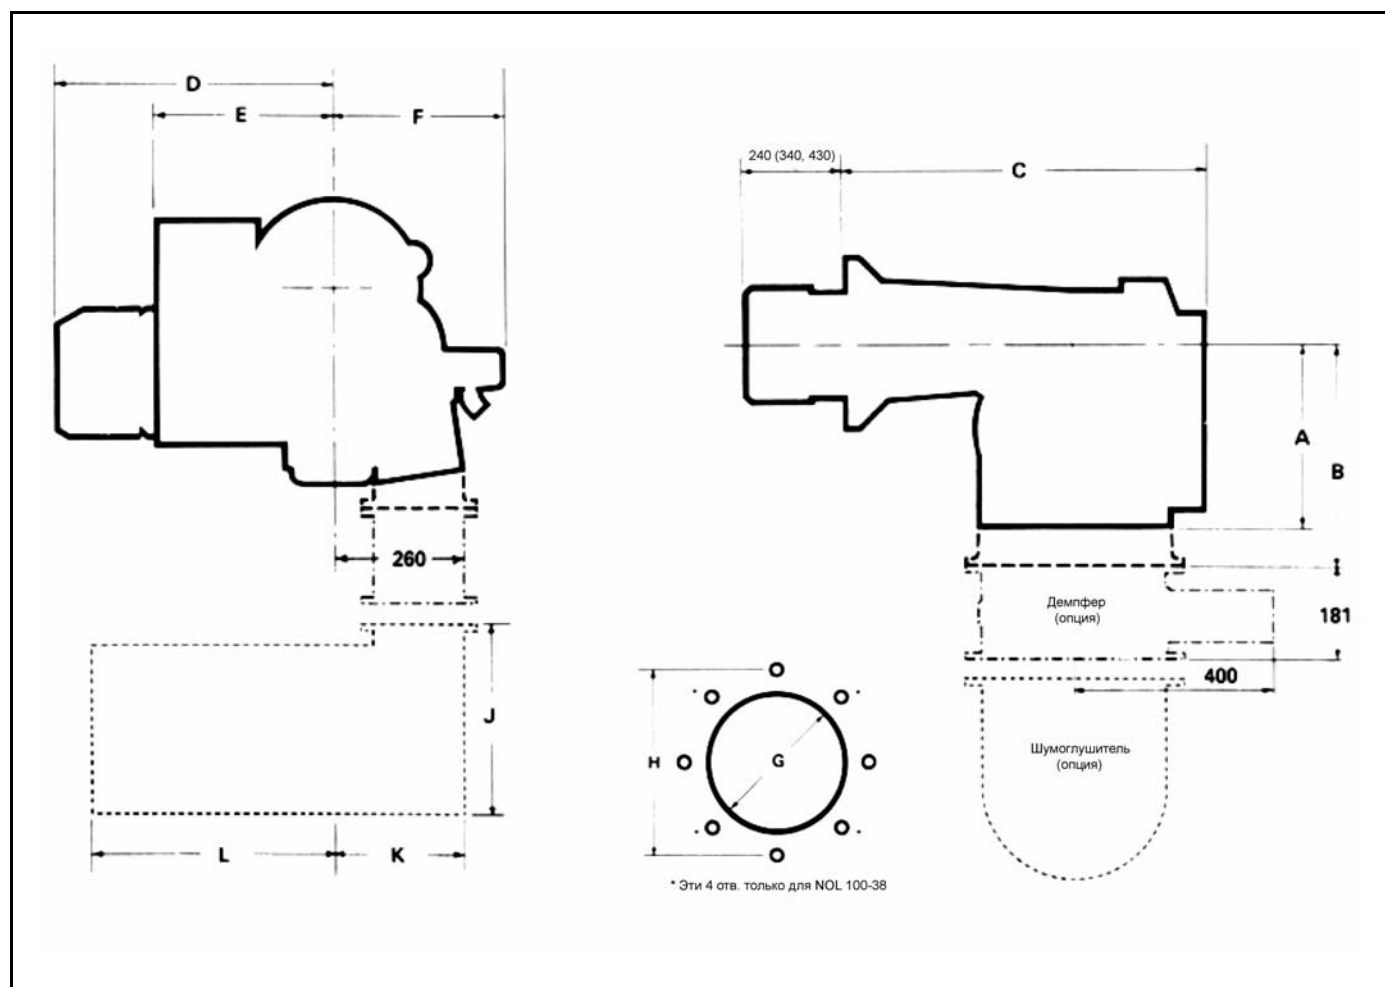 D
E
F
240 (340, 430)
C
A
B
260
Демпфер
(опция)
181
400
J
H
G
Шумоглушитель
(опция)
L
K
* * * *
* Эти 4 отв. только для NOL 100-38